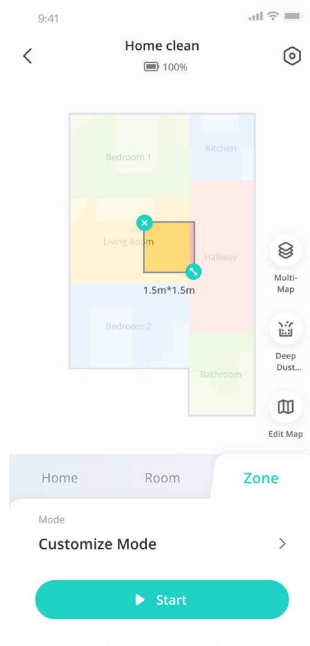 9:41
Home clean
100%
Bedroom 1
Kitchen
Living Room
Hallway
1.5m*1.5m
Bedroom 2
Bathroom
Multi-
Map
Deep
Dust...
Edit Map
Home
Room
Zone
Mode
Customize Mode
Start